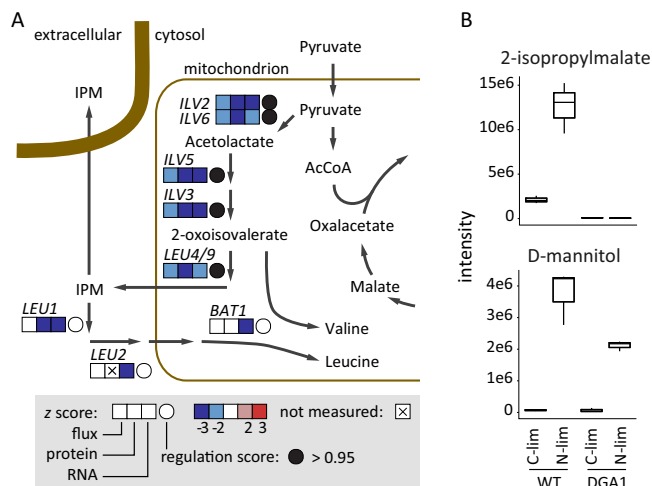 A
extracellular
cytosol
mitochondrion
Pyruvate
IPM
ILV2
ILV6
Pyruvate
Acetolactate
ILV5
AcCoA
ILV3
Oxalacetate
2-oxoisovalerate
LEU4/9
Malate
IPM
LEU1
BAT1
Valine
LEU2
Leucine
z score:
flux
protein
RNA
-3 -2 2 3
not measured:
regulation score: > 0.95
B
2-isopropylmalate
15e6
10e6
5e6
0
intensity
D-mannitol
4e6
2e6
1e6
0
C-lim
N-lim
C-lim
N-lim
WT
DGA1